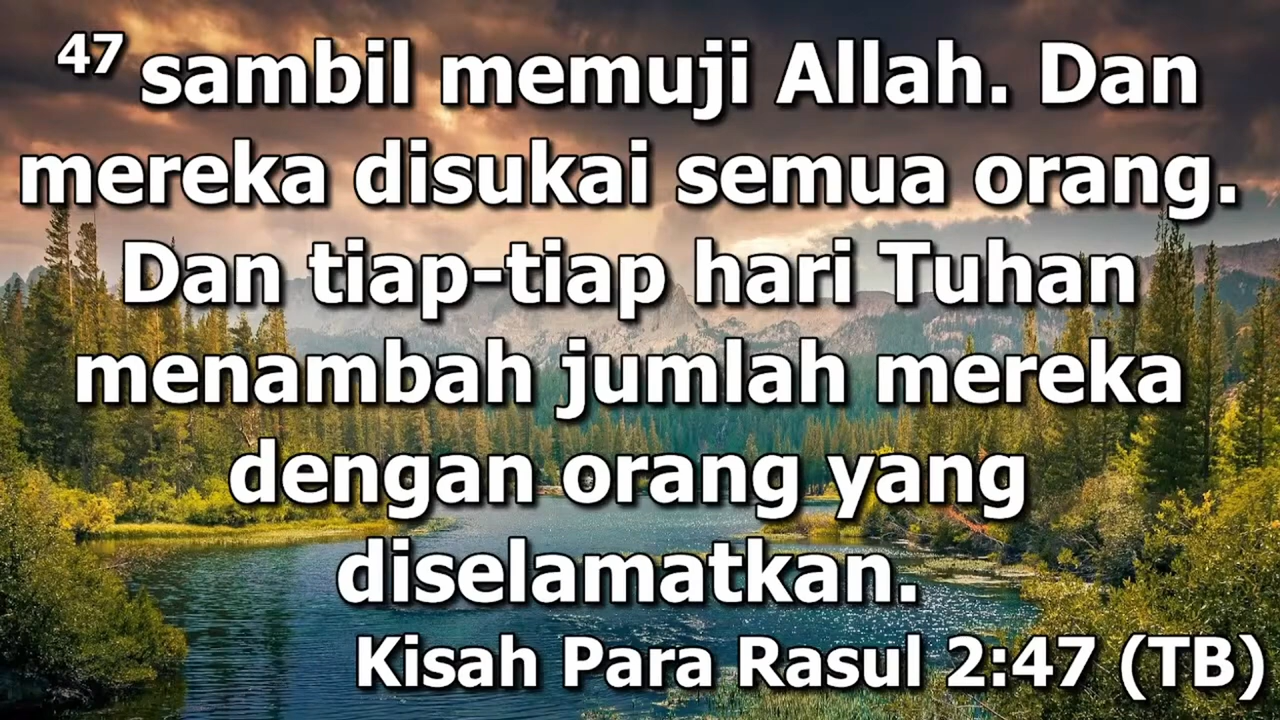 47 sambil memuji Allah. Dan
mereka disukai semua orang.
Dan tiap-tiap hari Tuhan
menambah jumlah mereka
dengan orang yang
diselamatkan.
Kisah Para Rasul 2:47 (TB)